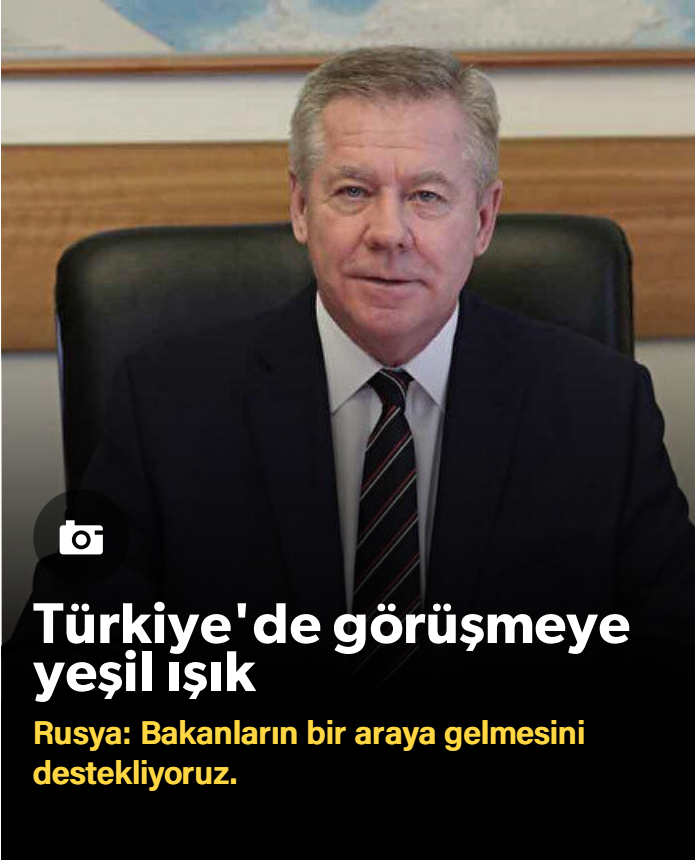 Türkiye'de görüşmeye
yeşil ışık
Rusya: Bakanların bir araya gelmesini
destekliyoruz.